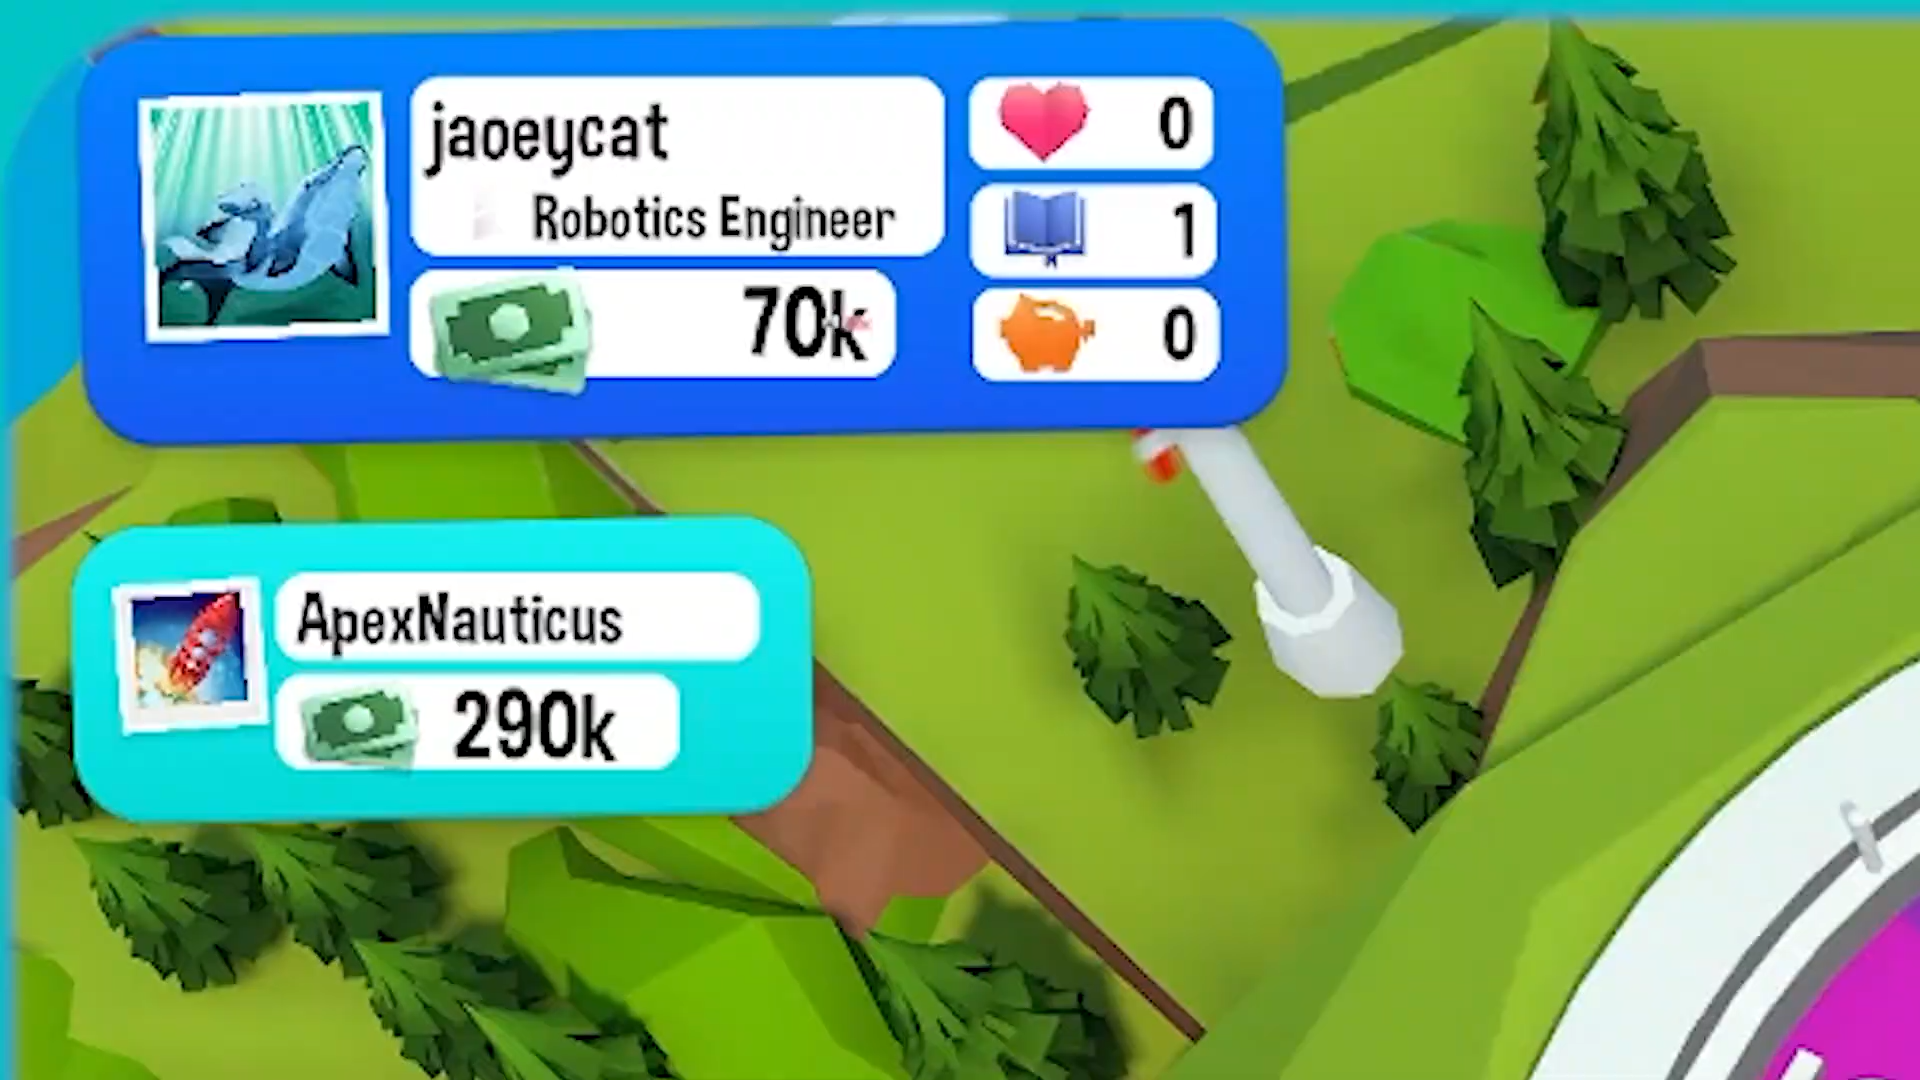 jaoeycat
Robotics Engineer
70k
0
1
0
ApexNauticus
290k